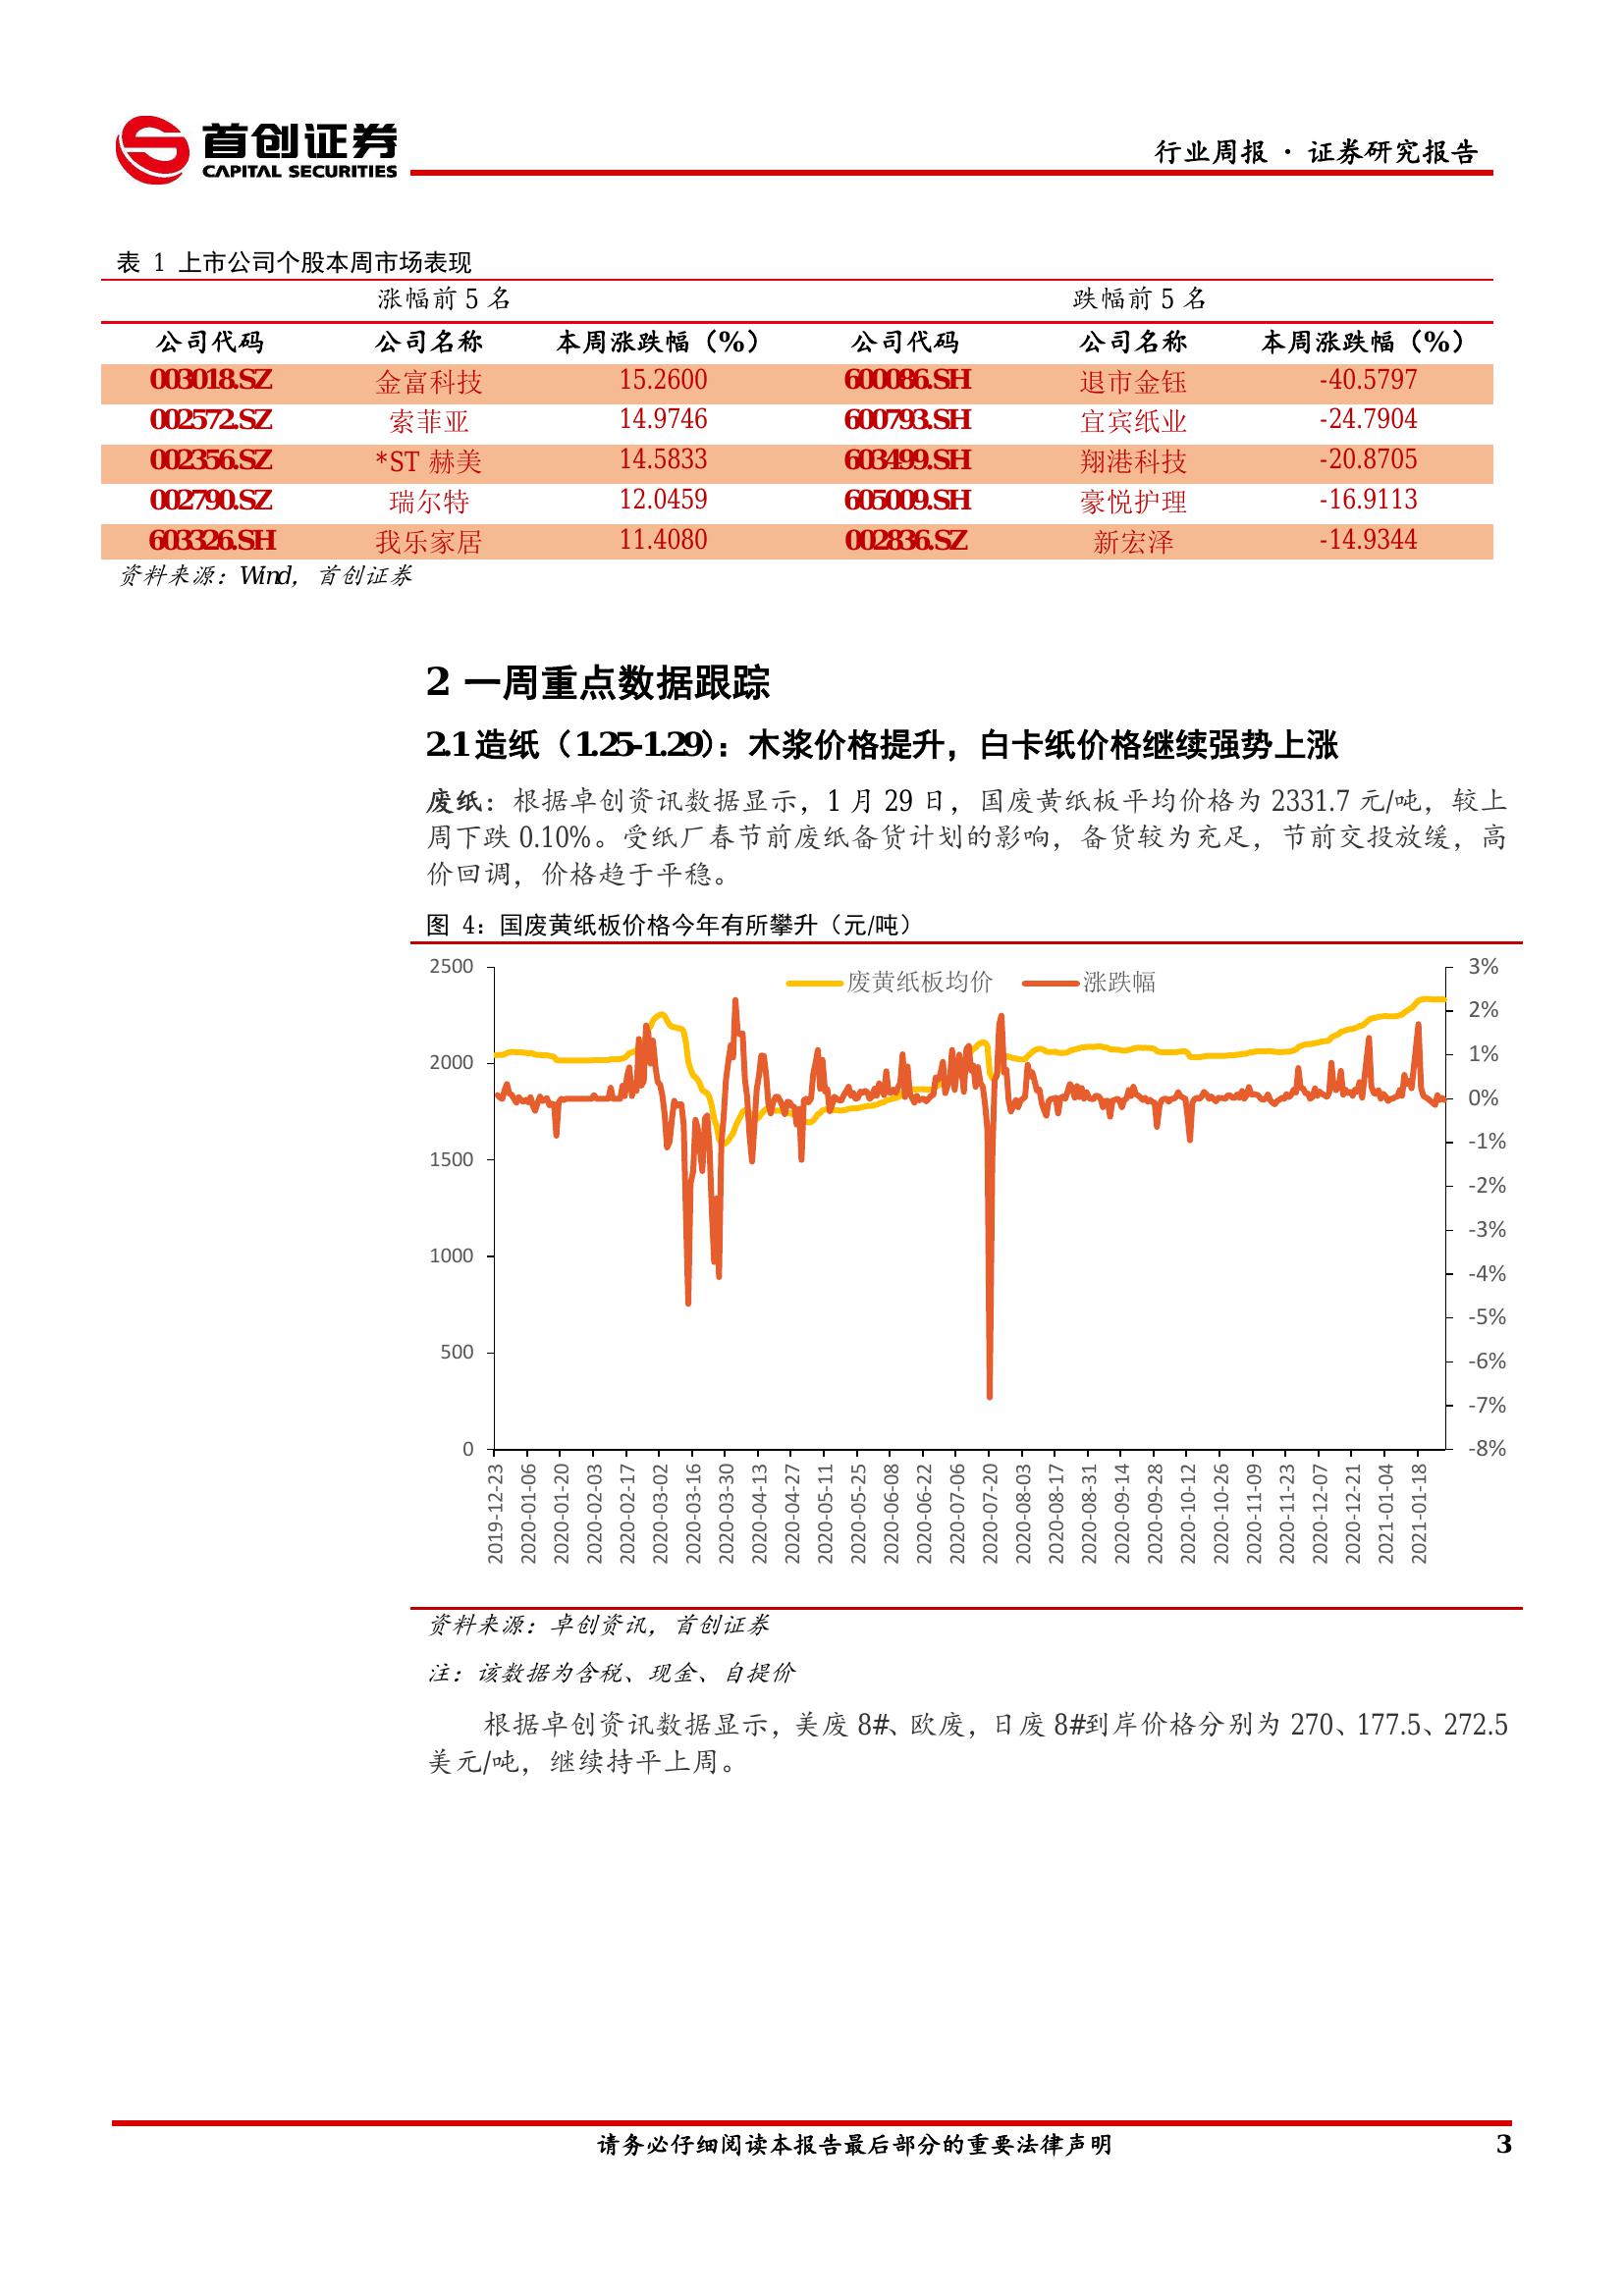 首创证券
CAPITAL SECURITIES
行业周报 · 证券研究报告
表 1 上市公司个股本周市场表现
涨幅前 5 名 跌幅前 5 名
公司代码 公司名称 本周涨跌幅（%） 公司代码 公司名称 本周涨跌幅（%）
003018.SZ 金富科技 15.2600 600086.SH 退市金钰 -40.5797
002572.SZ 索菲亚 14.9746 600793.SH 宜宾纸业 -24.7904
002356.SZ *ST 赫美 14.5833 603499.SH 翔港科技 -20.8705
002790.SZ 瑞尔特 12.0459 605009.SH 豪悦护理 -16.9113
603326.SH 我乐家居 11.4080 002836.SZ 新宏泽 -14.9344
资料来源：Wind，首创证券
2 一周重点数据跟踪
2.1 造纸（1.25-1.29）：木浆价格提升，白卡纸价格继续强势上涨
废纸：根据卓创资讯数据显示，1 月 29 日，国废黄纸板平均价格为 2331.7 元/吨，较上
周下跌 0.10%。受纸厂春节前废纸备货计划的影响，备货较为充足，节前交投放缓，高
价回调，价格趋于平稳。
图 4：国废黄纸板价格今年有所攀升（元/吨）
废黄纸板均价 涨跌幅
2500
2000
1500
1000
500
0
3%
2%
1%
0%
-1%
-2%
-3%
-4%
-5%
-6%
-7%
-8%
2019-12-23
2020-01-06
2020-01-20
2020-02-03
2020-02-17
2020-03-02
2020-03-16
2020-03-30
2020-04-13
2020-04-27
2020-05-11
2020-05-25
2020-06-08
2020-06-22
2020-07-06
2020-07-20
2020-08-03
2020-08-17
2020-08-31
2020-09-14
2020-09-28
2020-10-12
2020-10-26
2020-11-09
2020-11-23
2020-12-07
2020-12-21
2021-01-04
2021-01-18
资料来源：卓创资讯，首创证券
注：该数据为含税、现金、自提价
根据卓创资讯数据显示，美废 8#、欧废，日废 8#到岸价格分别为 270、177.5、272.5
美元/吨，继续持平上周。
请务必仔细阅读本报告最后部分的重要法律声明 3